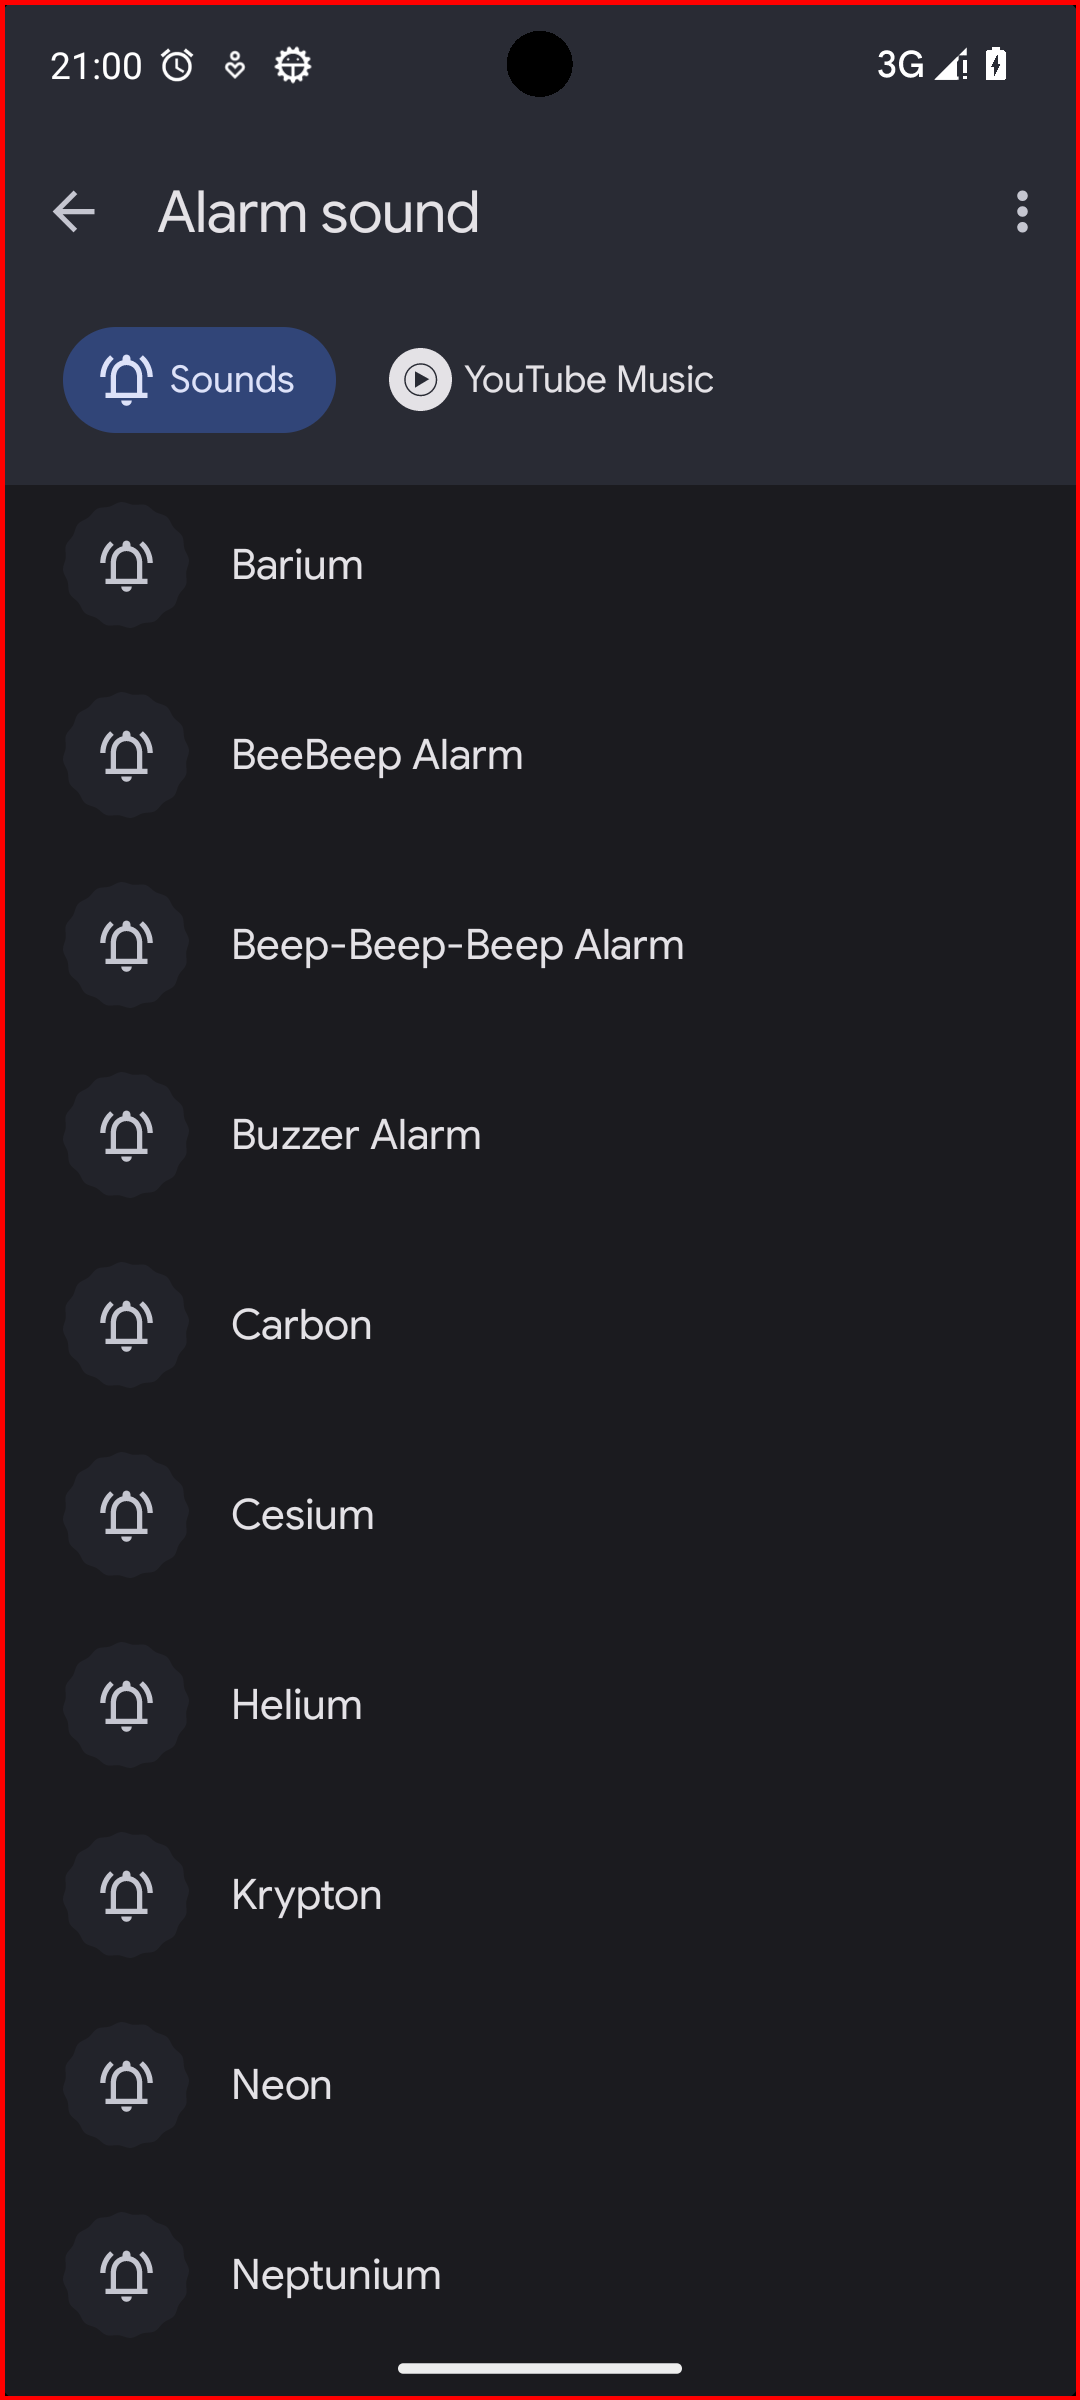 21:00
3G
Alarm sound
Sounds
YouTube Music
Barium
BeeBeep Alarm
Beep-Beep-Beep Alarm
Buzzer Alarm
Carbon
Cesium
Helium
Krypton
Neon
Neptunium